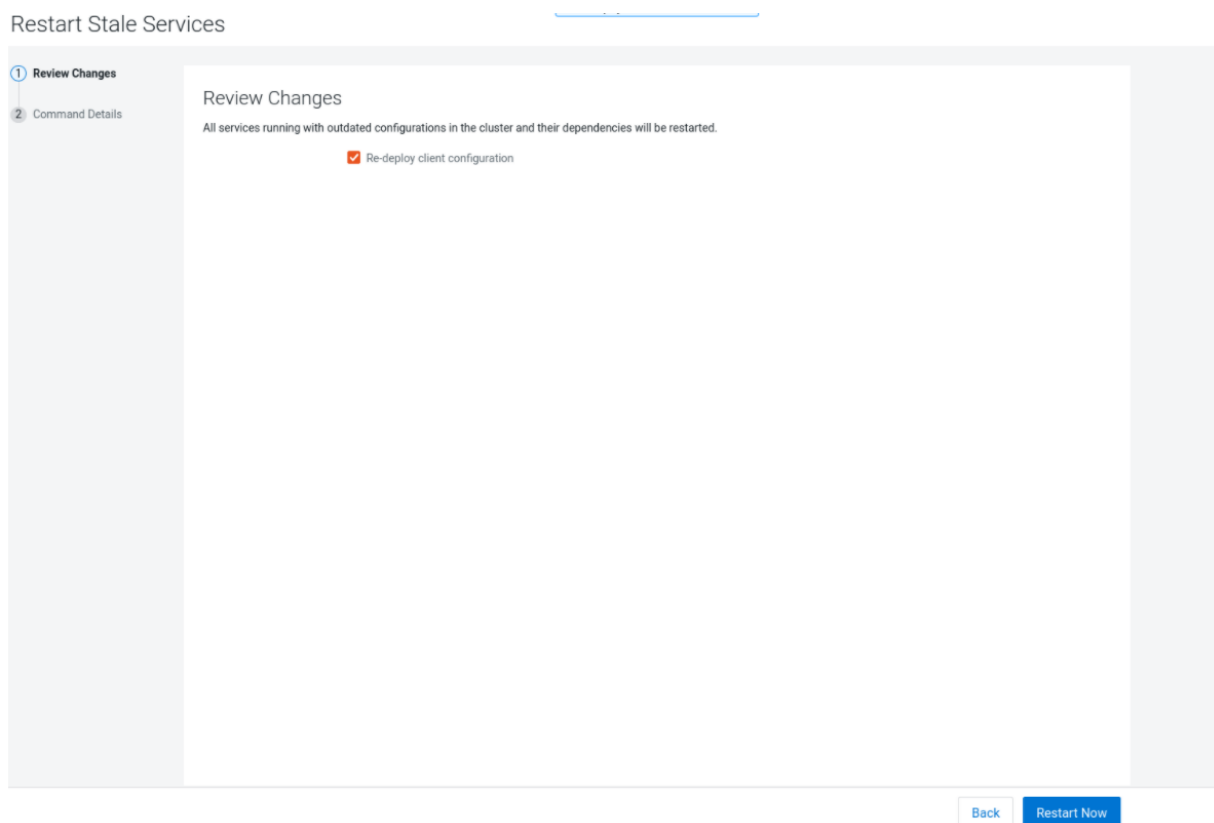 Restart Stale Services
1 Review Changes
2 Command Details
Review Changes
All services running with outdated configurations in the cluster and their dependencies will be restarted.
Re-deploy client configuration
Back
Restart Now